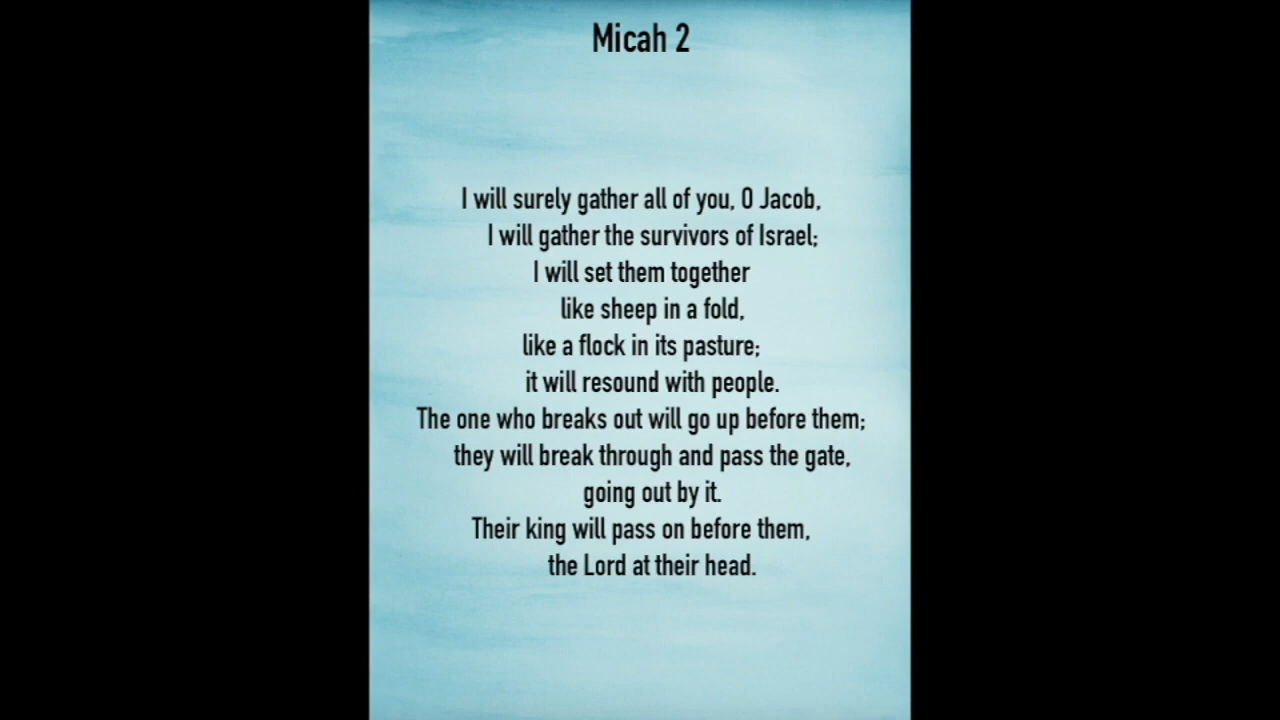 Micah 2
I will surely gather all of you, O Jacob,
I will gather the survivors of Israel;
I will set them together
like sheep in a fold,
like a flock in its pasture;
it will resound with people.
The one who breaks out will go up before them;
they will break through and pass the gate,
going out by it.
Their king will pass on before them,
the Lord at their head.